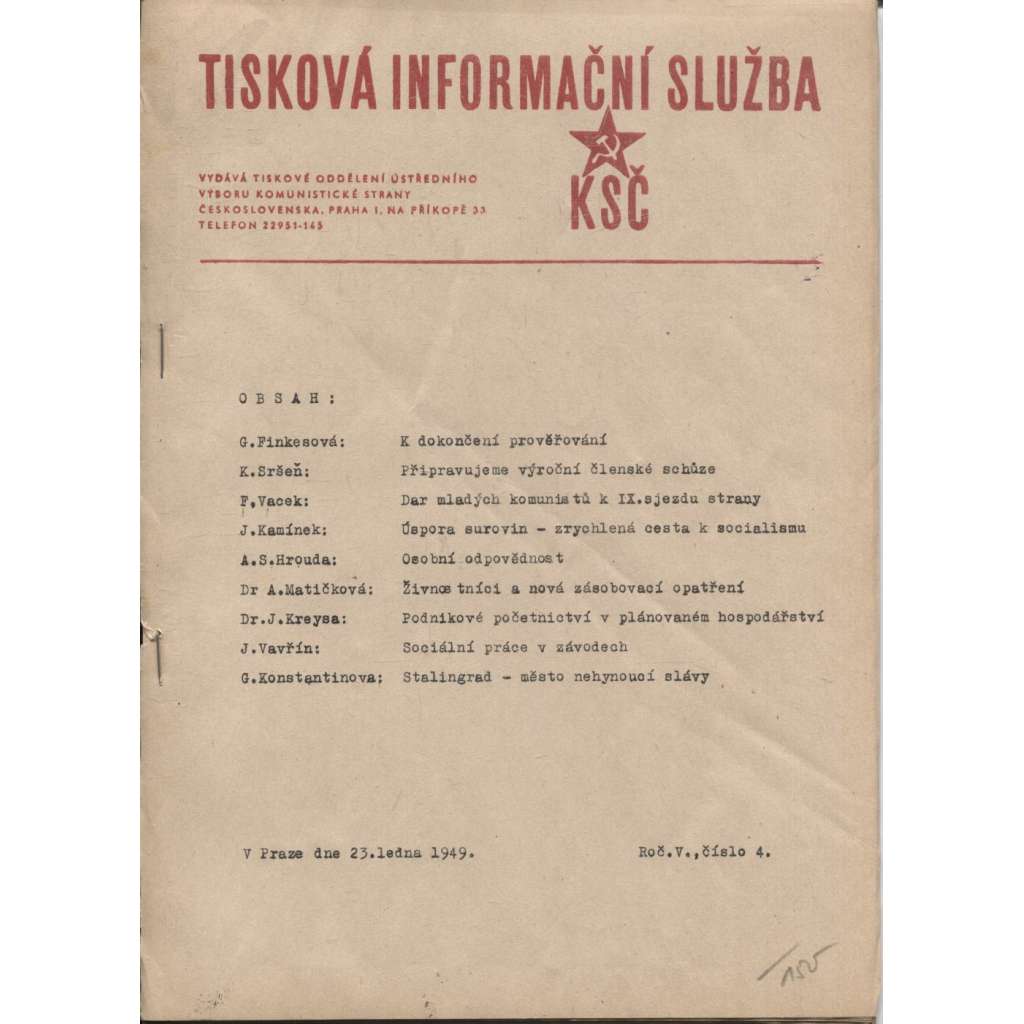 TISKOVÁ INFORMAČNÍ SLUŽBA
KSČ
VYDÁVÁ TISKOVÉ ODDĚLENÍ ÚSTŘEDNÍHO
VÝBORU KOMUNISTICKÉ STRANY
ČESKOSLOVENSKA, PRAHA I, NA PŘÍKOPĚ 33
TELEFON 22951-165
O B S A H :
G.Finkesová: K dokončení prověřování
K.Sršeň: Připravujeme výroční členské schůze
F.Vacek: Dar mladých komunistů k IX.sjezdu strany
J.Kamínek: Úspora surovin - zrychlená cesta k socialismu
A.S.Hrouda: Osobní odpovědnost
Dr A.Matičková: Živnostníci a nová zásobovací opatření
Dr.J.Kreysa: Podnikové početnictví v plánovaném hospodářství
J.Vavřín: Sociální práce v závodech
G.Konstantinova: Stalingrad - město nehynoucí slávy
V Praze dne 23.ledna 1949. Roč.V.,číslo 4.